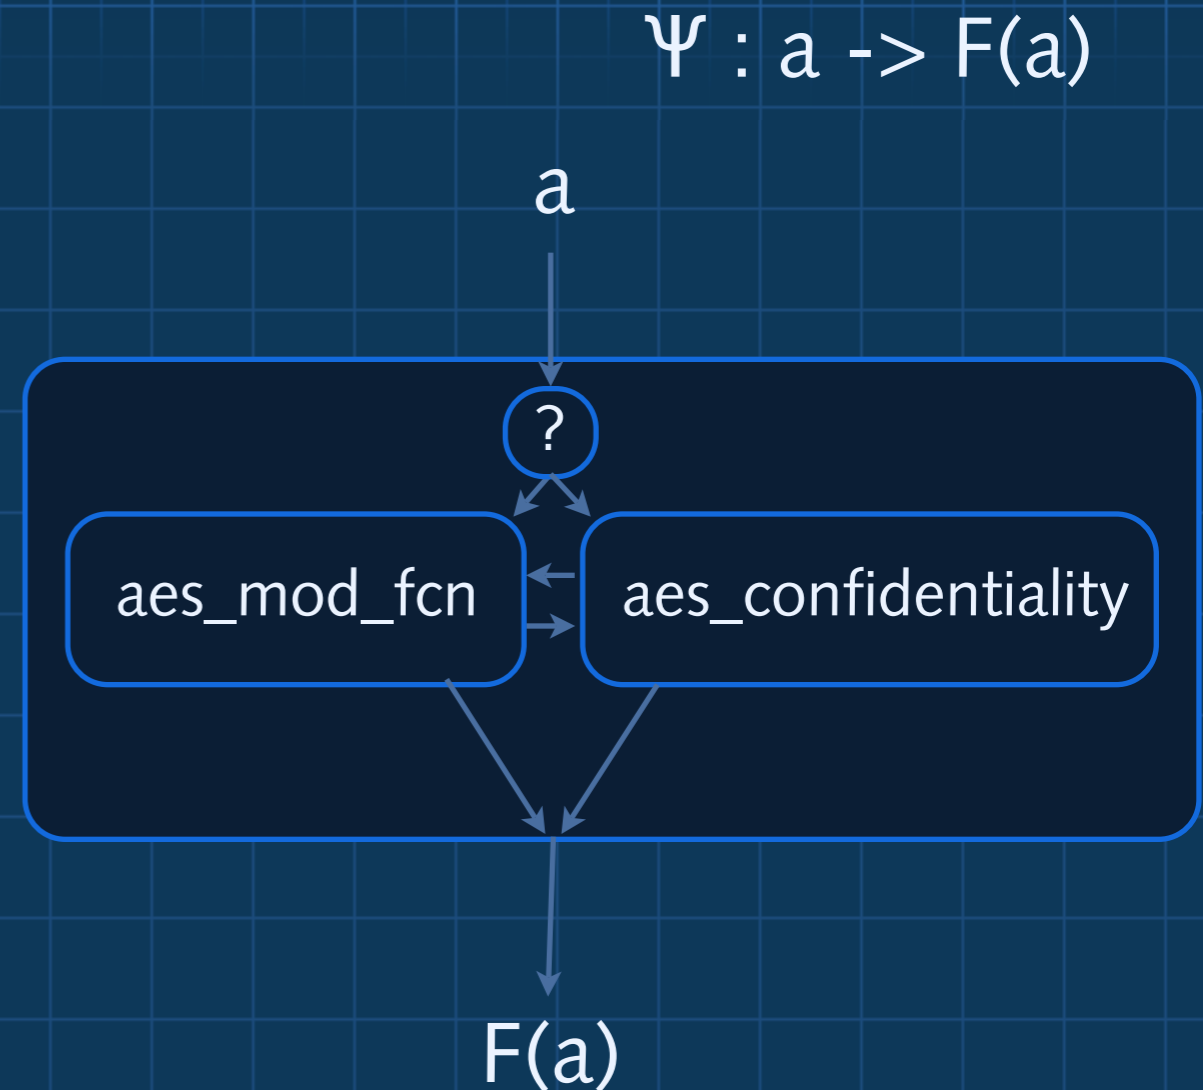 Ψ : a -> F(a)
a
?
aes_mod_fcn
aes_confidentiality
F(a)